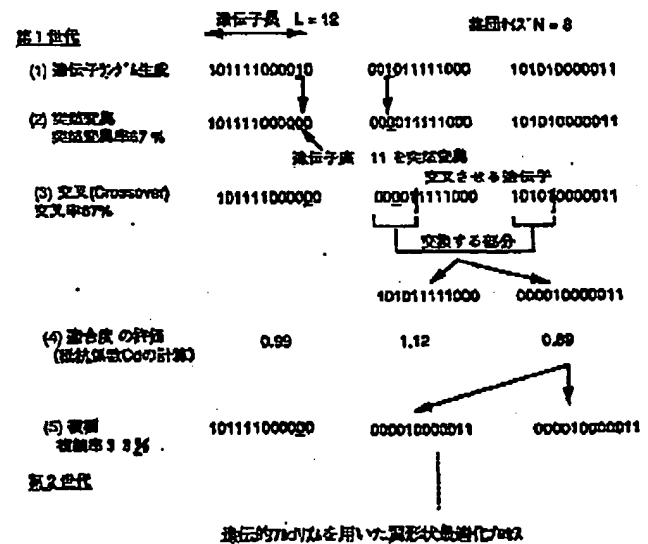 遺伝子長 L = 12 集団サイズ N = 3
第1世代
(1) 遺伝子ランダム生成 101111000010 001011111000 101010000011
(2) 突然変異 101111000000 000011111000 101010000011
突然変異率67%
遺伝子座 11 を突然変異
交叉させる遺伝子
(3) 交叉(Crossover) 101111000000 000011111000 101010000011
交叉率67%
交換する部分
101011111000 000010000011
(4) 適合度 の評価 0.99 1.12 0.89
(抵抗係数Cdの計算)
(5) 複製 101111000000 000010000011 000010000011
複製率33%
第2世代
遺伝的アルゴリズムを用いた翼形状最適化プロセス